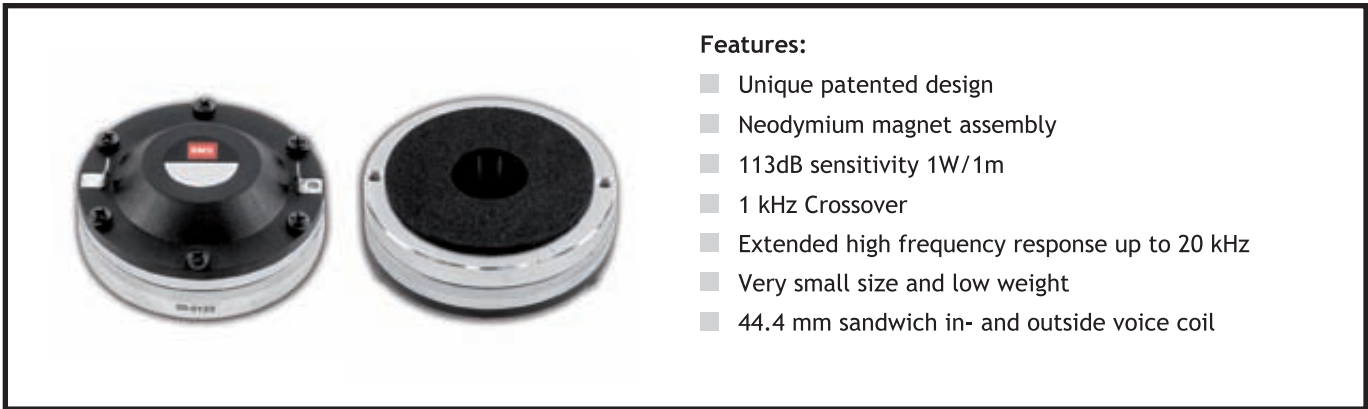 Features:
Unique patented design
Neodymium magnet assembly
113dB sensitivity 1W/1m
1 kHz Crossover
Extended high frequency response up to 20 kHz
Very small size and low weight
44.4 mm sandwich in- and outside voice coil